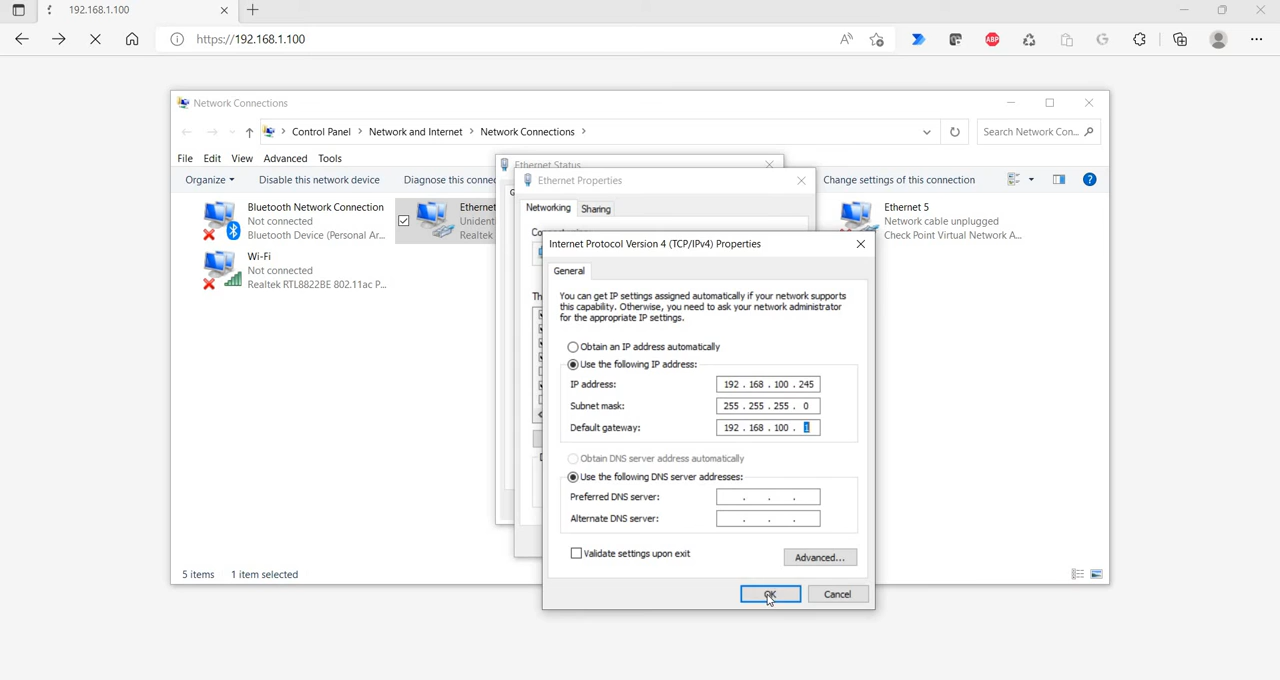 192.168.1.100
https://192.168.1.100
ABP
Network Connections
Control Panel > Network and Internet > Network Connections >
Search Network Con...
File Edit View Advanced Tools
Organize Disable this network device Diagnose this connec
Change settings of this connection
Bluetooth Network Connection
Not connected
Bluetooth Device (Personal Ar...
Ethernet
Unident
Realtek
Ethernet 5
Network cable unplugged
Check Point Virtual Network A...
Wi-Fi
Not connected
Realtek RTL8822BE 802.11ac P...
Ethernet Status
Ethernet Properties
Networking Sharing
Internet Protocol Version 4 (TCP/IPv4) Properties
General
You can get IP settings assigned automatically if your network supports
this capability. Otherwise, you need to ask your network administrator
for the appropriate IP settings.
Obtain an IP address automatically
Use the following IP address:
IP address: 192 . 168 . 100 . 245
Subnet mask: 255 . 255 . 255 . 0
Default gateway: 192 . 168 . 100 . 1
Obtain DNS server address automatically
Use the following DNS server addresses:
Preferred DNS server: . . .
Alternate DNS server: . . .
Validate settings upon exit
Advanced...
OK Cancel
5 items 1 item selected